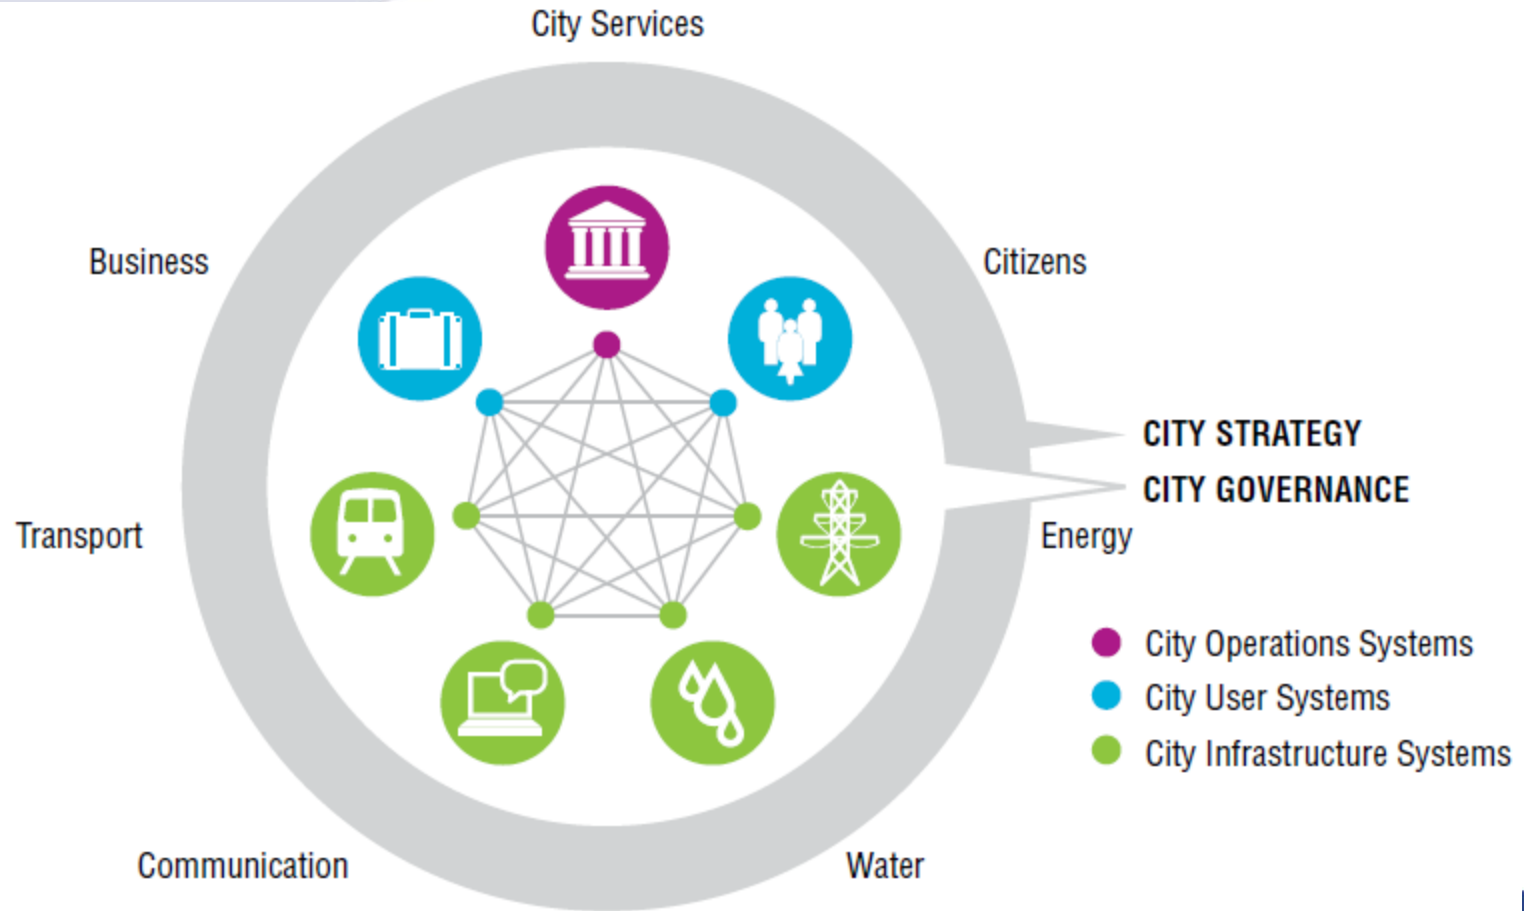 City Services
Business
Citizens
CITY STRATEGY
CITY GOVERNANCE
Transport
Energy
City Operations Systems
City User Systems
City Infrastructure Systems
Communication
Water